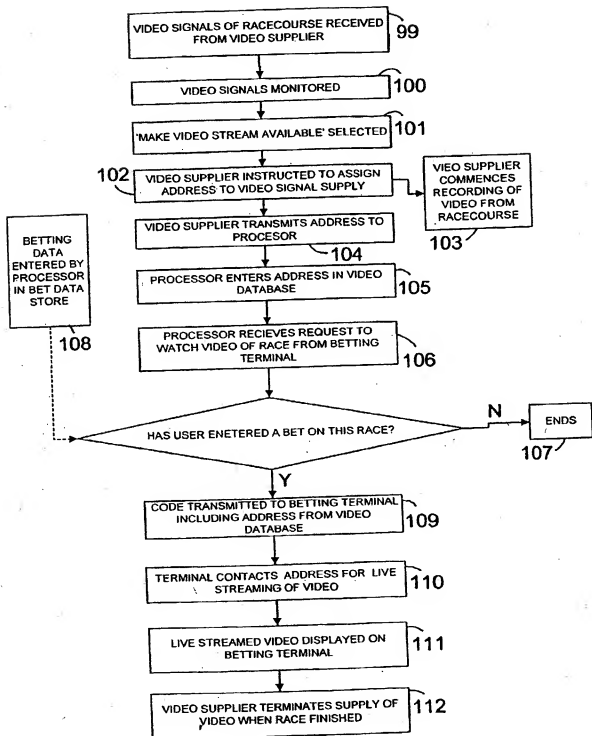 VIDEO SIGNALS OF RACECOURSE RECEIVED
FROM VIDEO SUPPLIER
99
VIDEO SIGNALS MONITORED
100
'MAKE VIDEO STREAM AVAILABLE' SELECTED
101
102
VIDEO SUPPLIER INSTRUCTED TO ASSIGN
ADDRESS TO VIDEO SIGNAL SUPPLY
VIEO SUPPLIER
COMMENCES
RECORDING OF
VIDEO FROM
RACECOURSE
103
VIDEO SUPPLIER TRANSMITS ADDRESS TO
PROCESOR
104
BETTING
DATA
ENTERED BY
PROCESSOR
IN BET DATA
STORE
108
PROCESSOR ENTERS ADDRESS IN VIDEO
DATABASE
105
PROCESSOR RECIEVES REQUEST TO
WATCH VIDEO OF RACE FROM BETTING
TERMINAL
106
HAS USER ENETERED A BET ON THIS RACE?
N
ENDS
107
Y
CODE TRANSMITTED TO BETTING TERMINAL
INCLUDING ADDRESS FROM VIDEO
DATABASE
109
TERMINAL CONTACTS ADDRESS FOR LIVE
STREAMING OF VIDEO
110
LIVE STREAMED VIDEO DISPLAYED ON
BETTING TERMINAL
111
VIDEO SUPPLIER TERMINATES SUPPLY OF
VIDEO WHEN RACE FINISHED
112